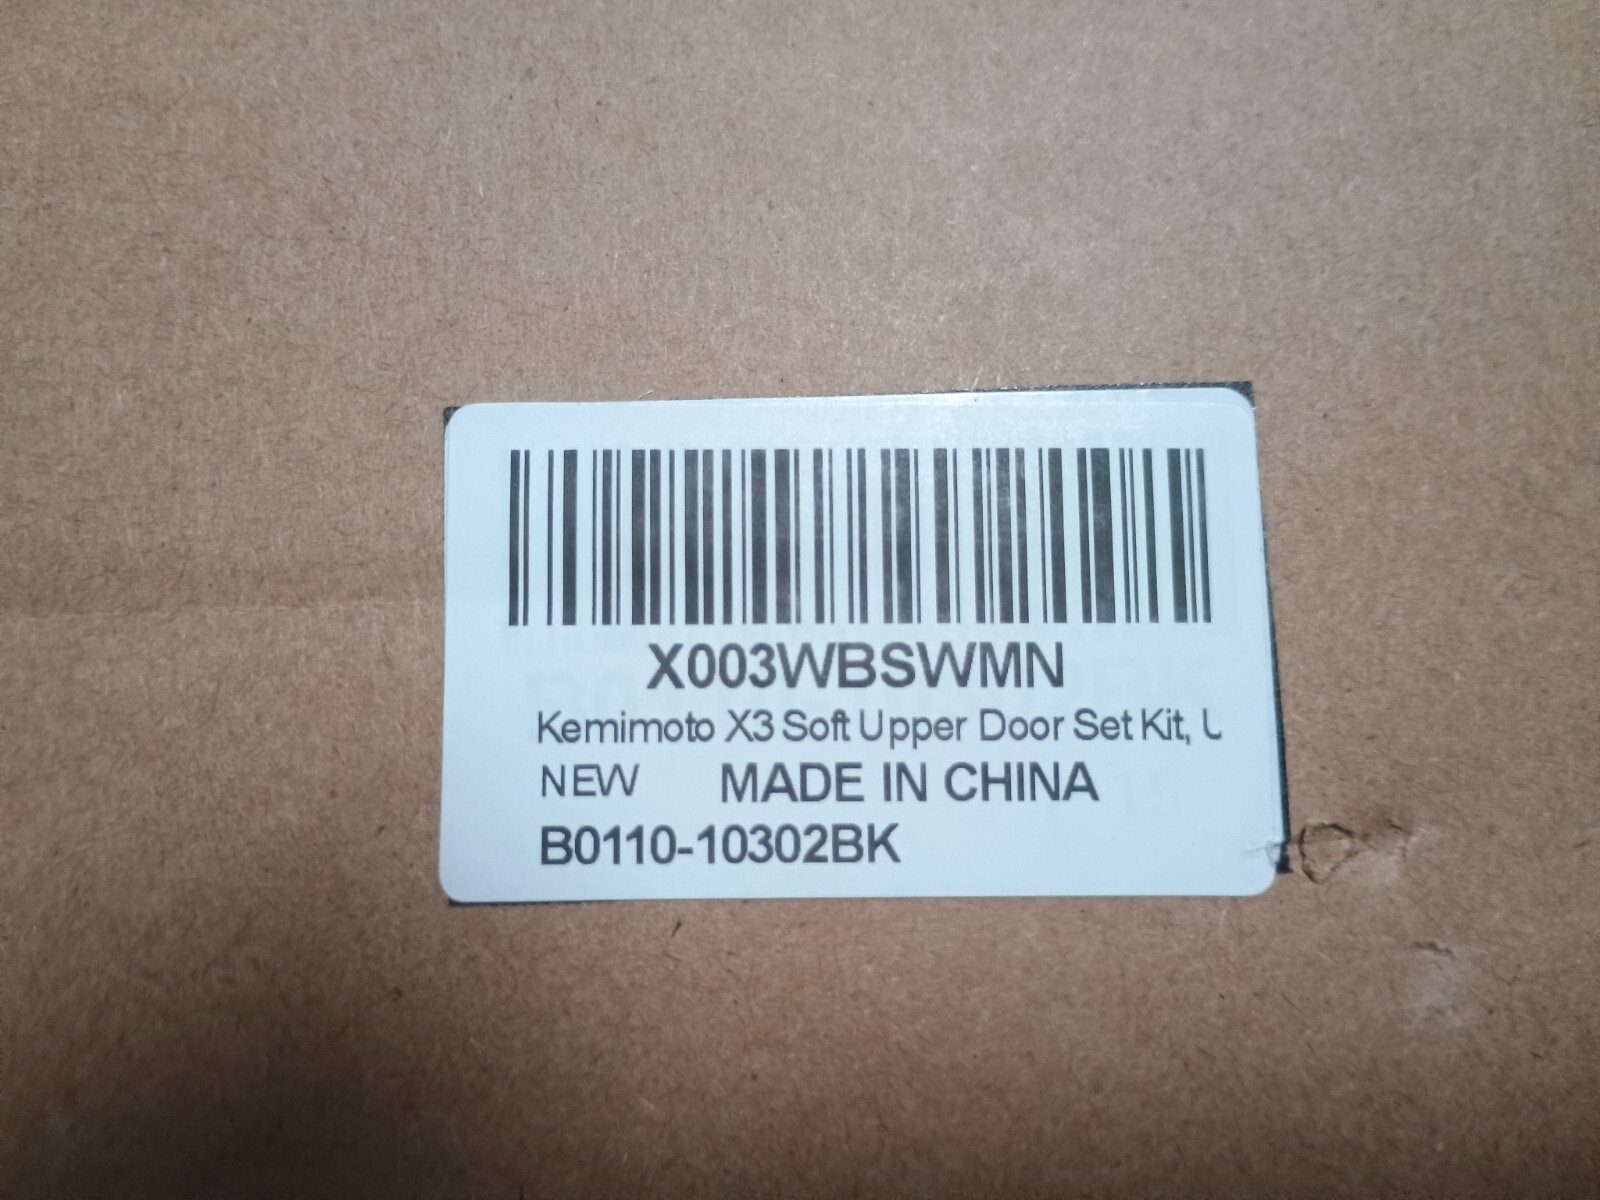 X003WBSWMN
Kemimoto X3 Soft Upper Door Set Kit,
NEW MADE IN CHINA
B0110-10302BK